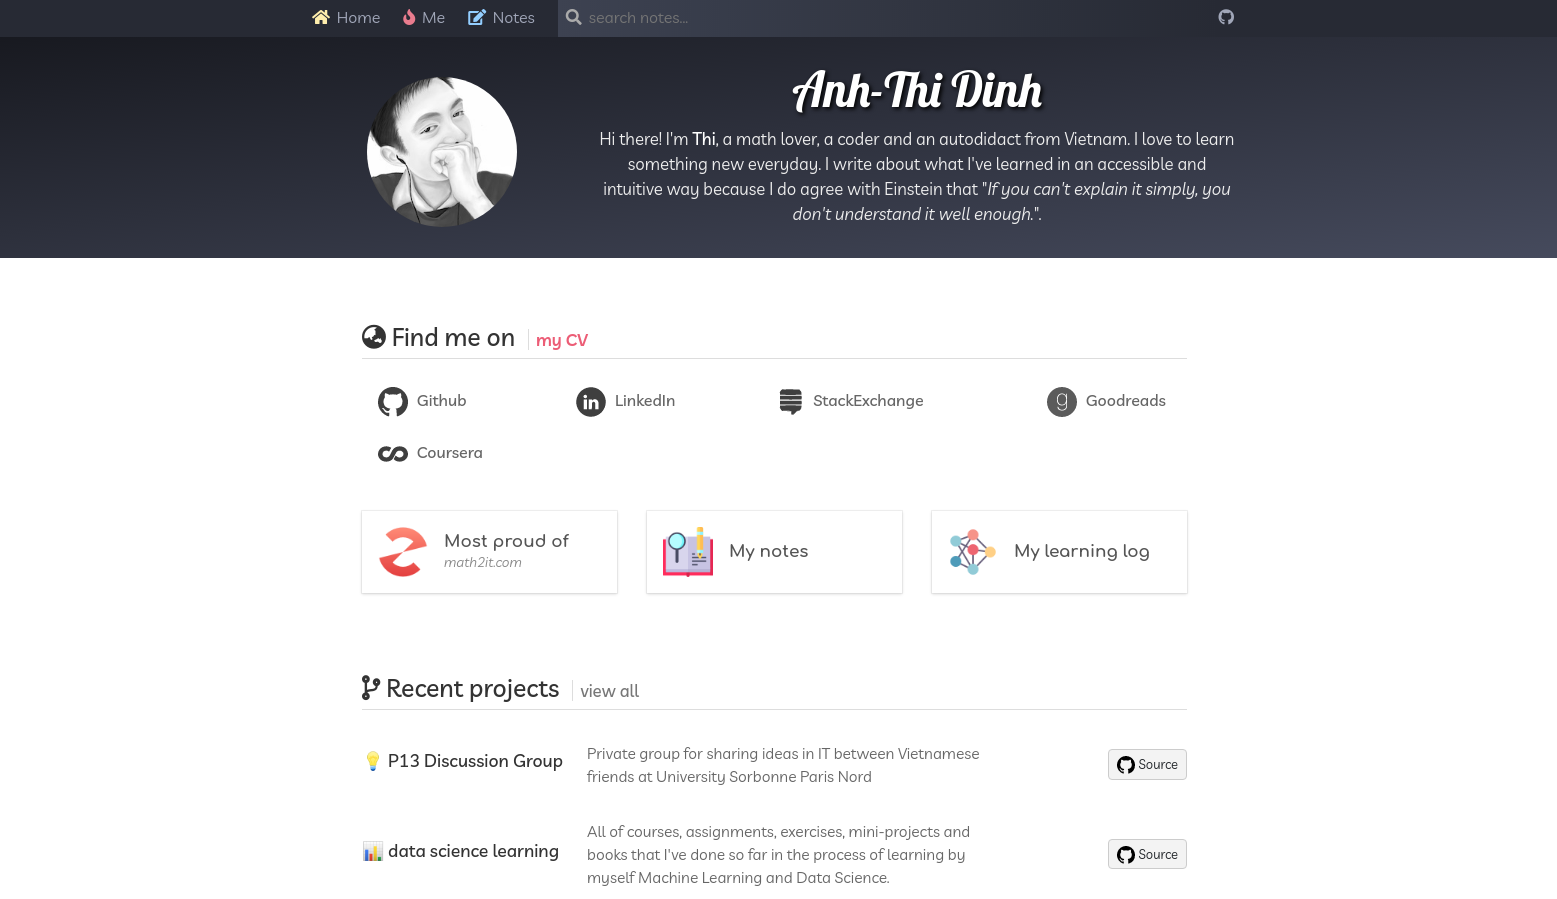 Home Me Notes search notes...
Anh-Thi Dinh
Hi there! I'm Thi, a math lover, a coder and an autodidact from Vietnam. I love to learn
something new everyday. I write about what I've learned in an accessible and
intuitive way because I do agree with Einstein that "If you can't explain it simply, you
don't understand it well enough.".
Find me on my CV
Github LinkedIn StackExchange Goodreads
Coursera
Most proud of
math2it.com
My notes
My learning log
Recent projects view all
P13 Discussion Group
Private group for sharing ideas in IT between Vietnamese
friends at University Sorbonne Paris Nord
Source
data science learning
All of courses, assignments, exercises, mini-projects and
books that I've done so far in the process of learning by
myself Machine Learning and Data Science.
Source